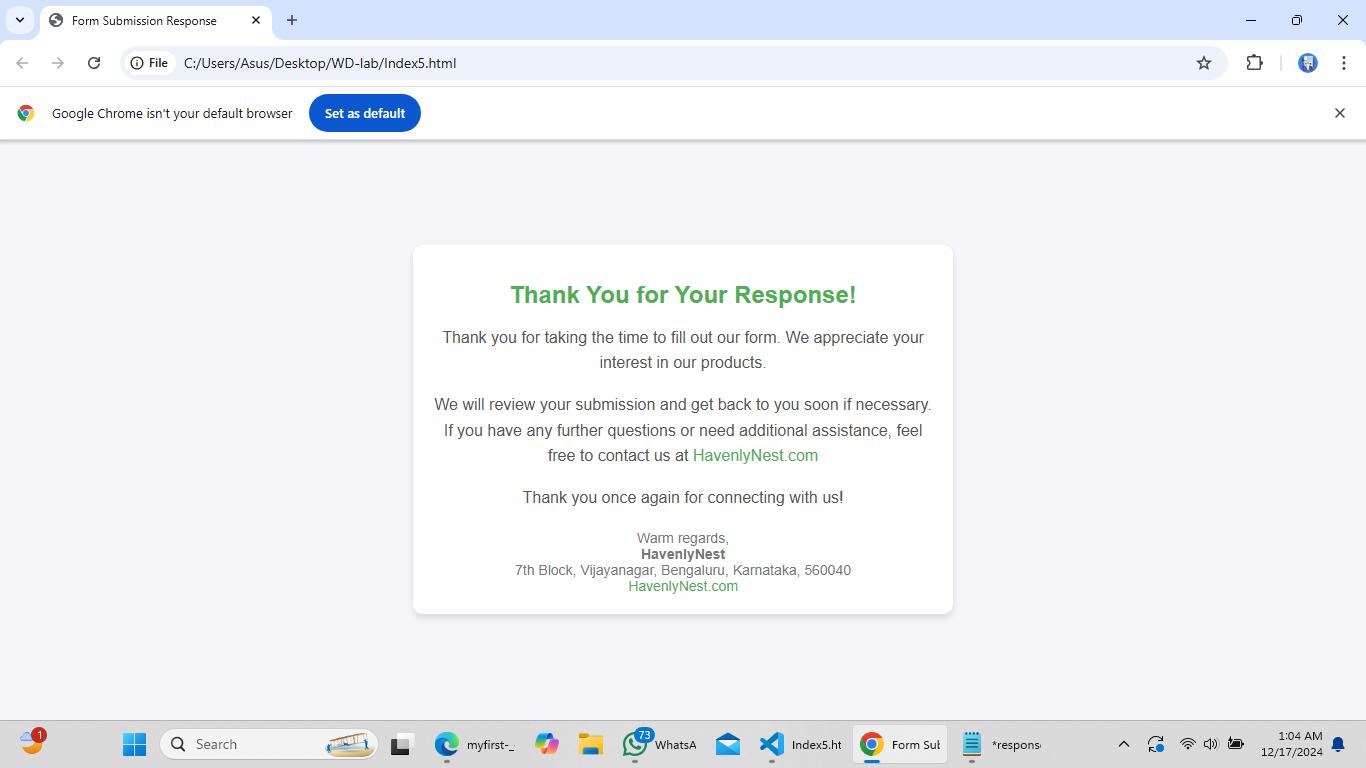 Form Submission Response
File
C:/Users/Asus/Desktop/WD-lab/Index5.html
Google Chrome isn't your default browser
Set as default
Thank You for Your Response!
Thank you for taking the time to fill out our form. We appreciate your
interest in our products.
We will review your submission and get back to you soon if necessary.
If you have any further questions or need additional assistance, feel
free to contact us at HavenlyNest.com
Thank you once again for connecting with us!
Warm regards,
HavenlyNest
7th Block, Vijayanagar, Bengaluru, Karnataka, 560040
HavenlyNest.com
1
Search
myfirst-_
73
WhatsA
Index5.ht
Form Sub
*respons
1:04 AM
12/17/2024